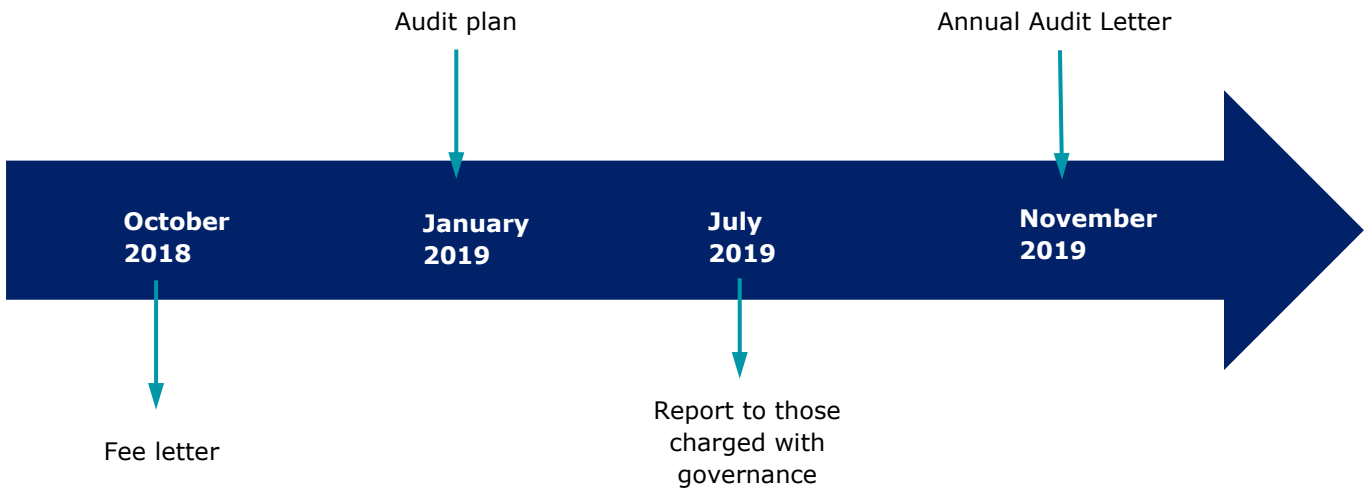 Audit plan
Annual Audit Letter
October
2018
January
2019
July
2019
November
2019
Fee letter
Report to those
charged with
governance